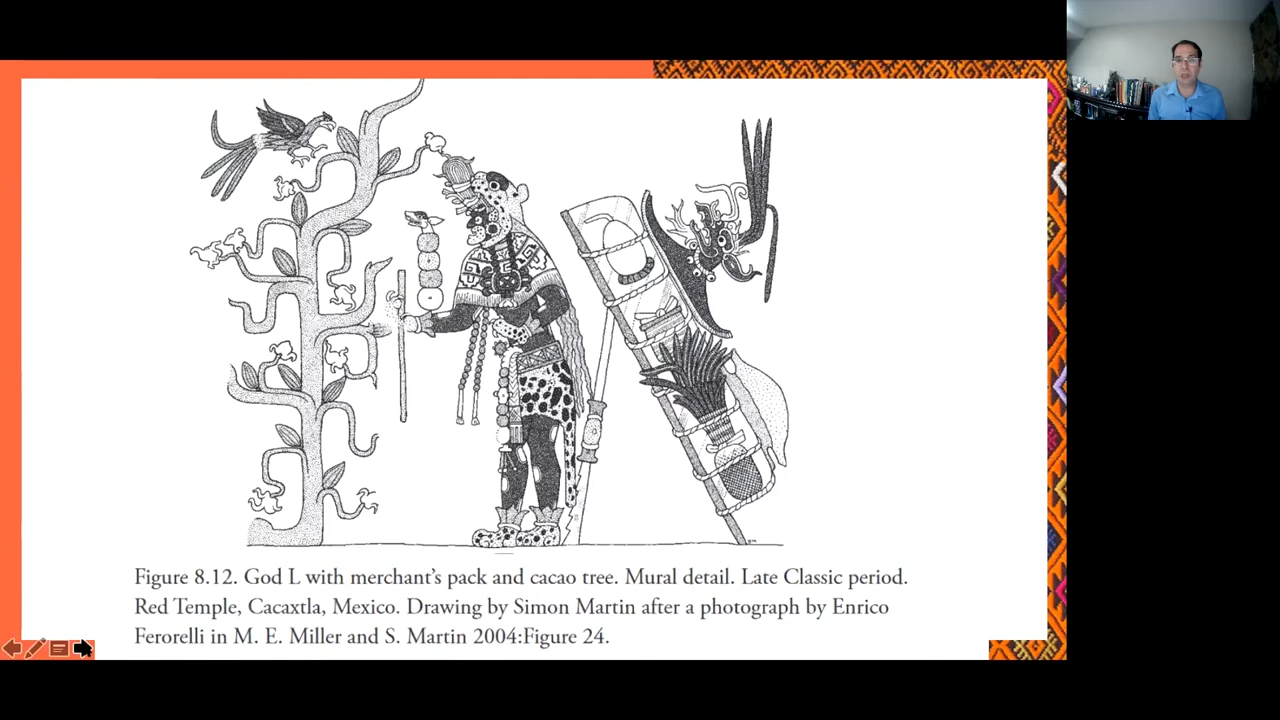 Figure 8.12. God L with merchant's pack and cacao tree. Mural detail. Late Classic period.
Red Temple, Cacaxtla, Mexico. Drawing by Simon Martin after a photograph by Enrico
Ferorelli in M. E. Miller and S. Martin 2004:Figure 24.